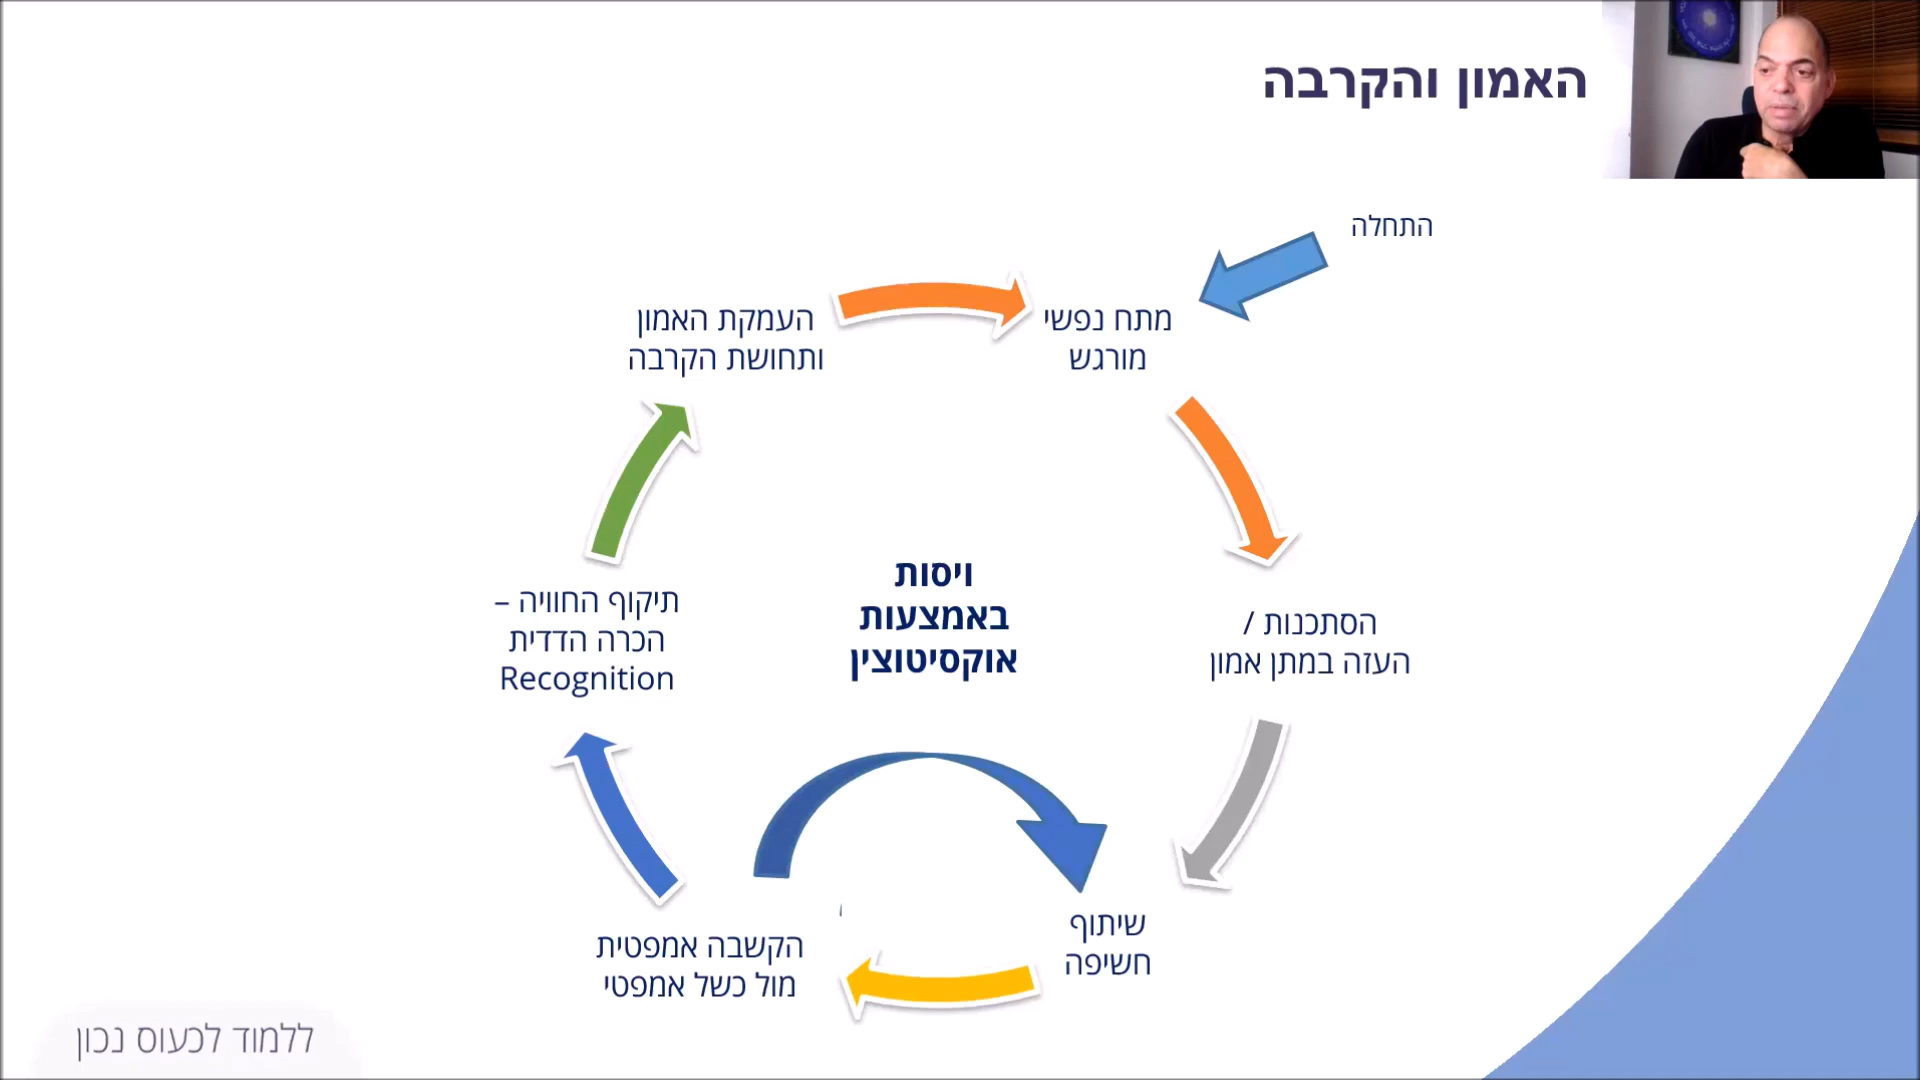 האמון והקרבה
התחלה
מתח נפשי
מורגש
הסתכנות /
העזה במתן אמון
שיתוף
חשיפה
הקשבה אמפטית
מול כשל אמפטי
תיקוף החוויה –
הכרה הדדית
Recognition
העמקת האמון
ותחושת הקרבה
ויסות
באמצעות
אוקסיטוצין
ללמוד לכעוס נכון